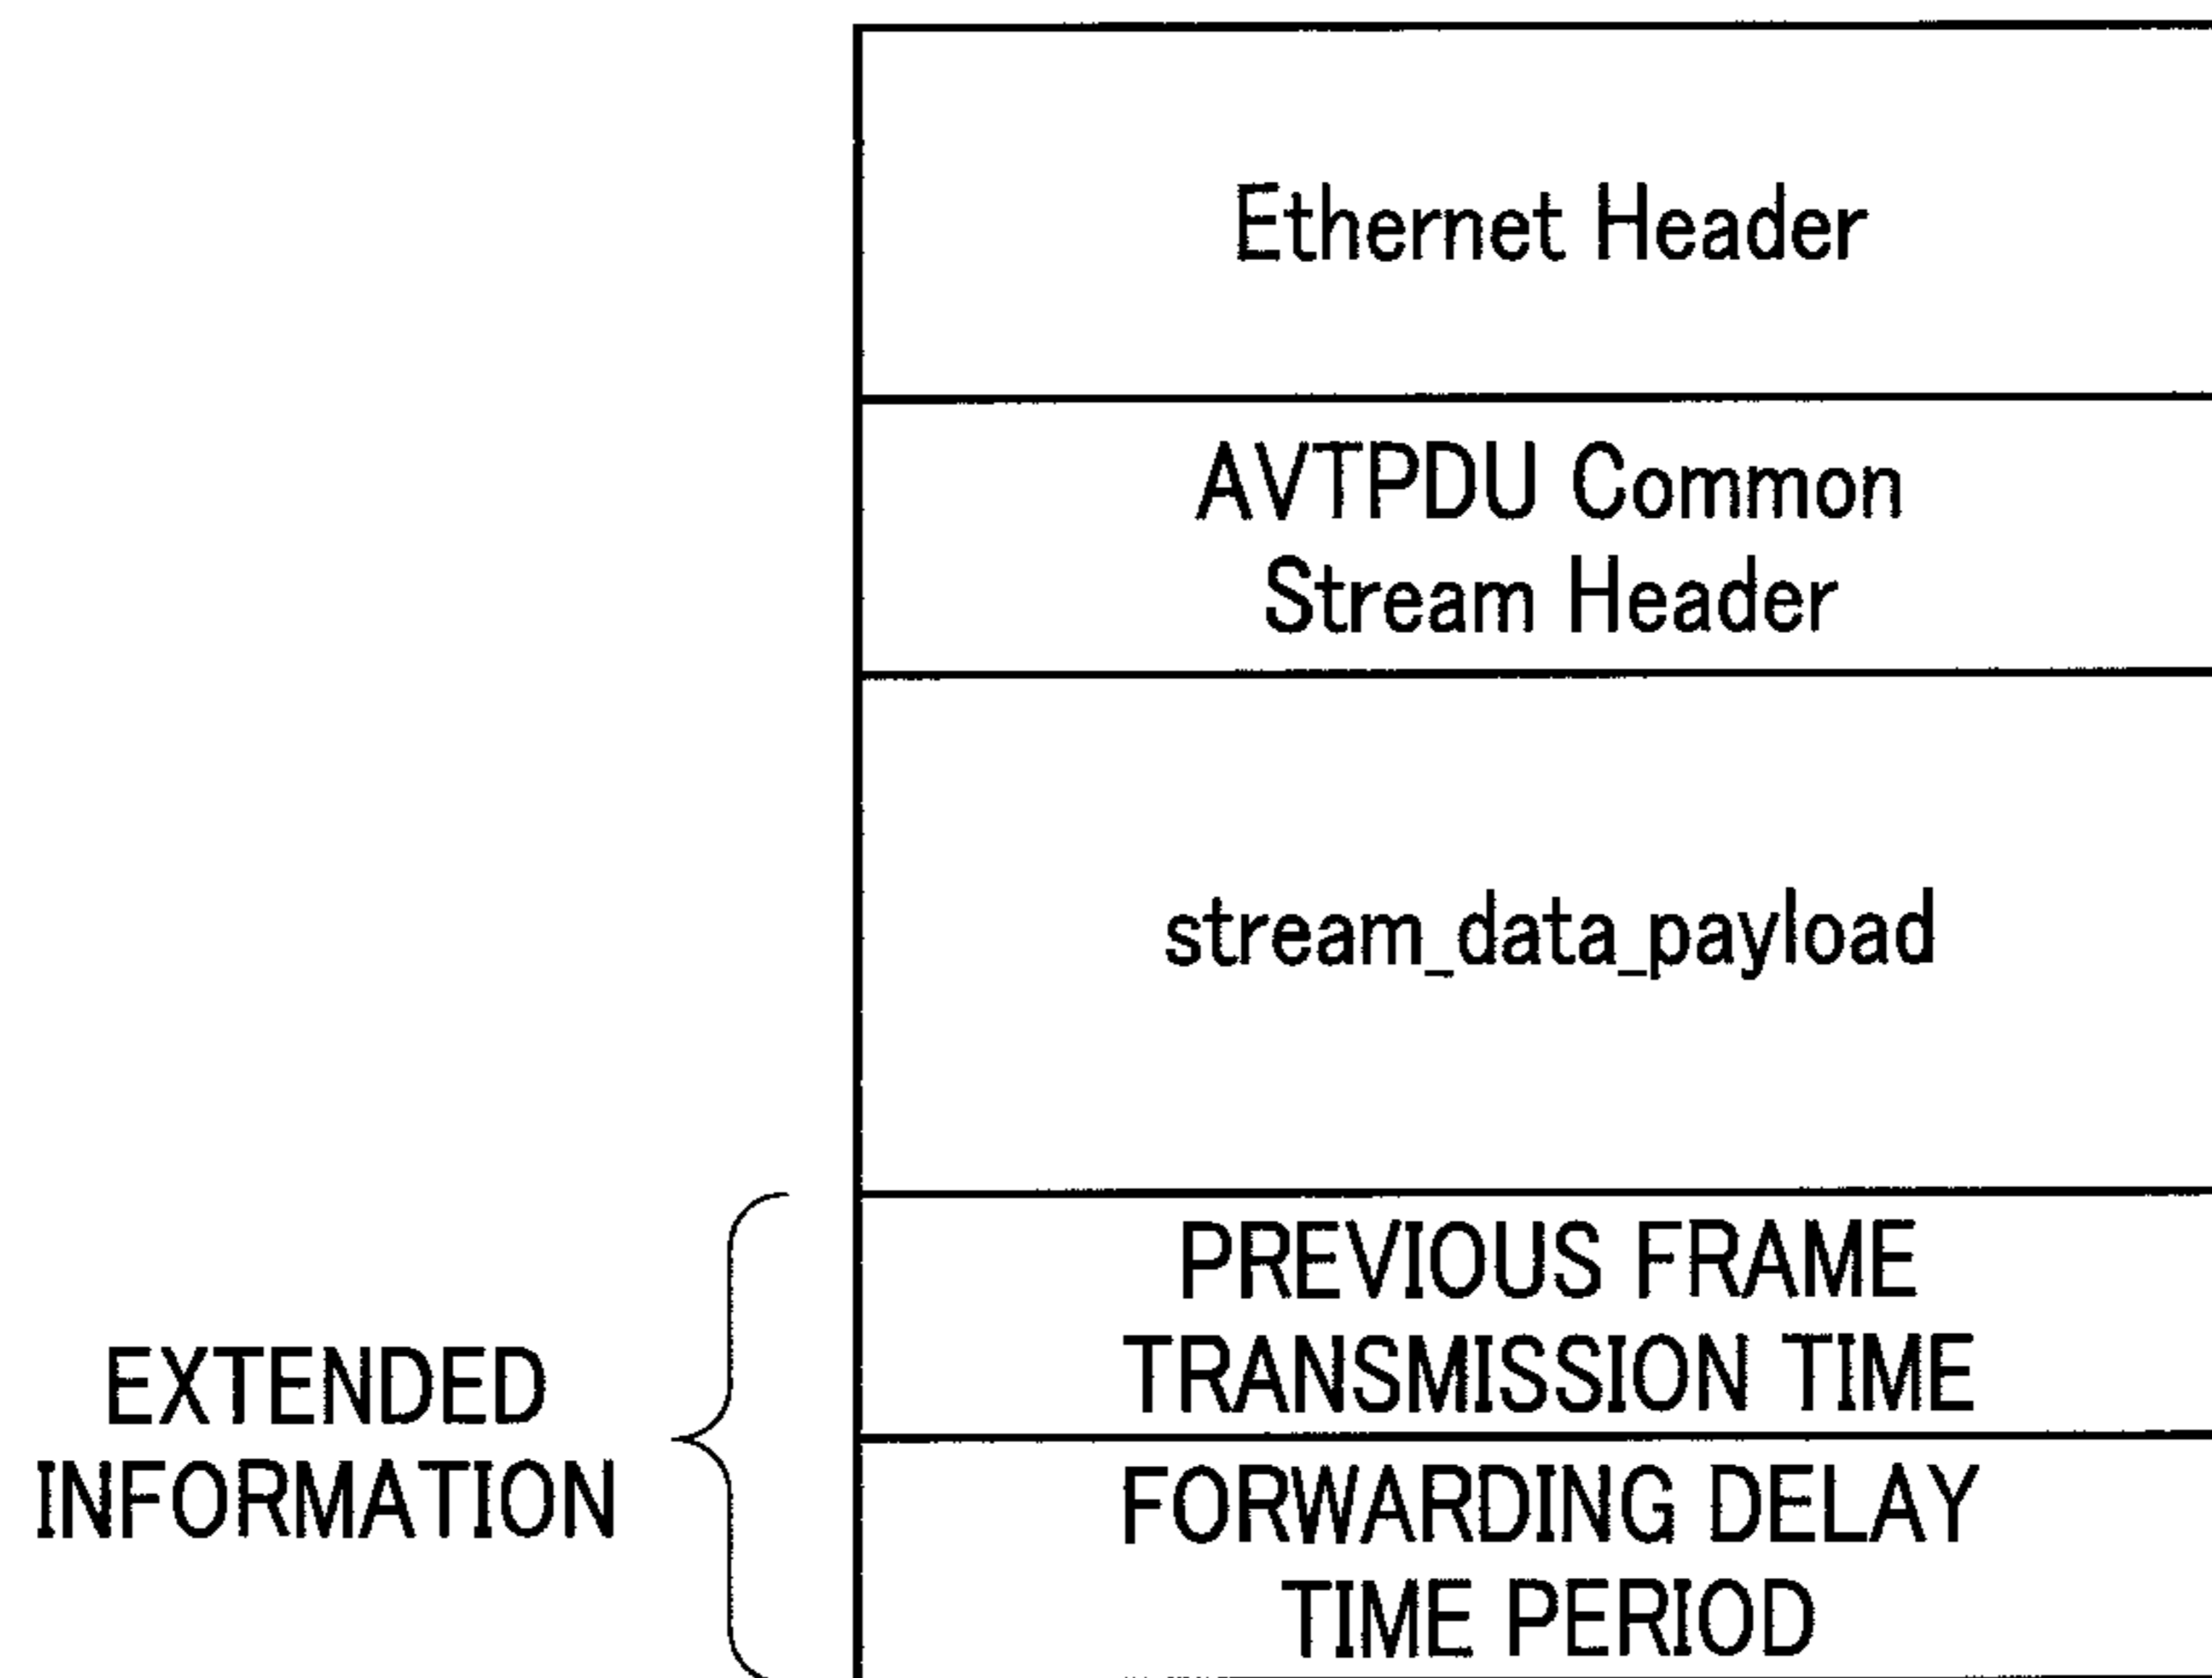 Ethernet Header
AVTPDU Common
Stream Header
stream_data_payload
PREVIOUS FRAME
TRANSMISSION TIME
EXTENDED
INFORMATION
FORWARDING DELAY
TIME PERIOD